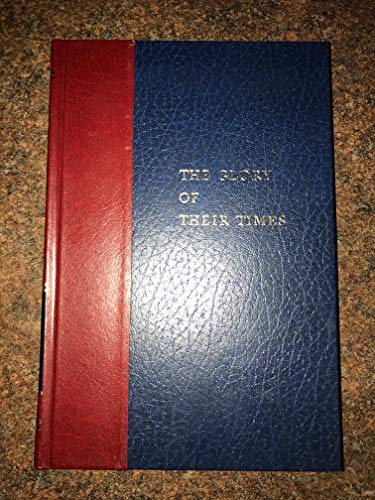 THE GLORY
OF
THEIR TIMES